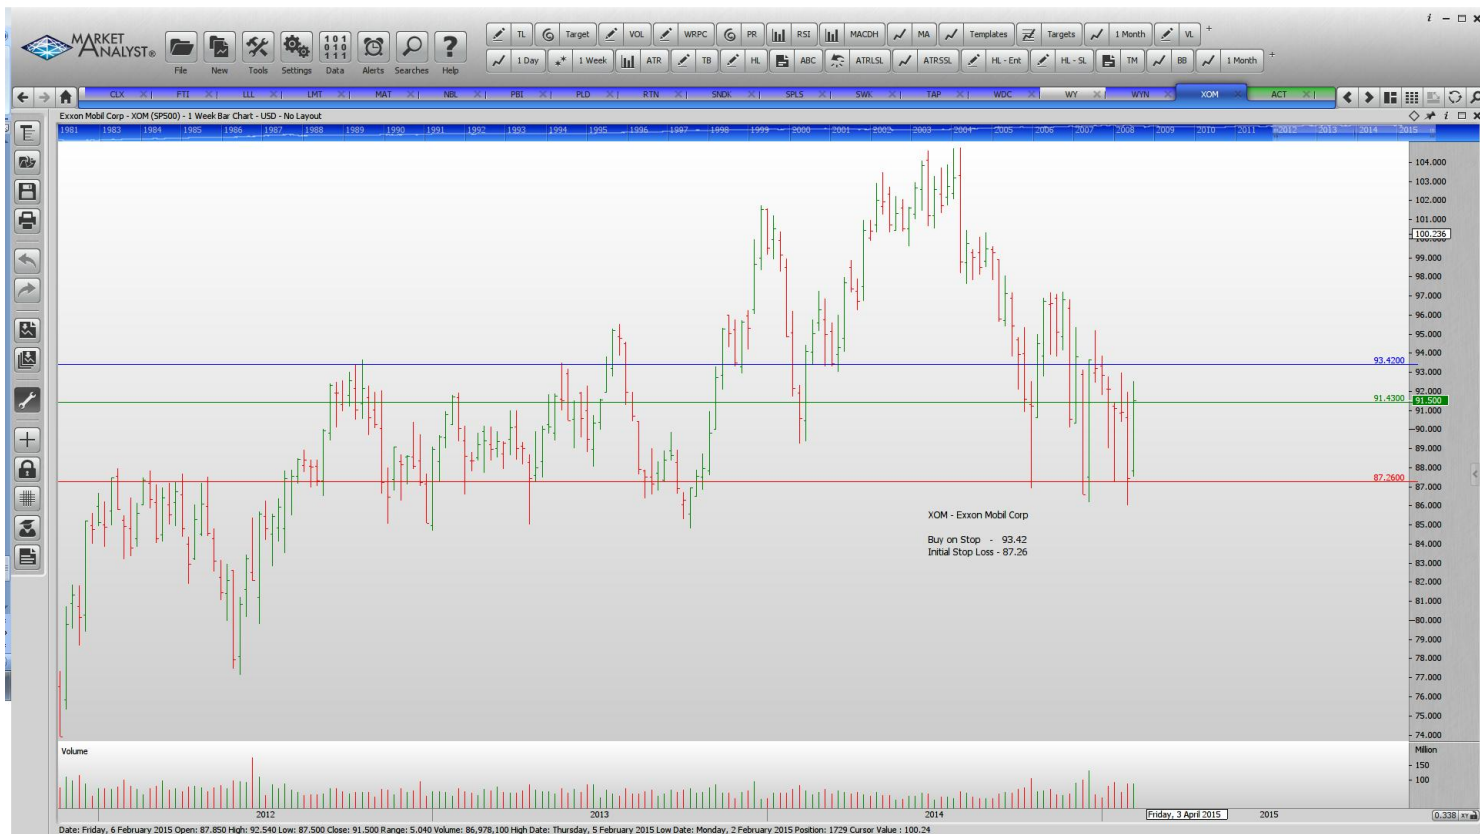 i
MARKET ANALYST®
File New Tools Settings Data Alerts Searches Help
101
010
111
TL Target VOL WRPC PR RSI MACDH MA Templates Targets 1 Month VL +
1 Day 1 Week ATR TB HL ABC ATRLSL ATRSSL HL - Ent HL - SL TM BB 1 Month +
CLX FTI LLL LMT MAT NBL PBI PLD RTN SNDK SPLS SWK TAP WDC WY WYN XOM ACT
Exxon Mobil Corp - XOM (SP500) - 1 Week Bar Chart - USD - No Layout
1981 1983 1984 1985 1986 1987 1988 1989 1990 1991 1992 1993 1994 1995 1996 1997 1998 1999 2000 2001 2002 2003 2004 2005 2006 2007 2008 2009 2010 2011 2012 2013 2014 2015
104.000
103.000
102.000
101.000
100.236
100.000
99.000
98.000
97.000
96.000
95.000
94.000
93.4200
93.000
92.000
91.4300 91.500
91.000
90.000
89.000
88.000
87.2600
87.000
86.000
85.000
84.000
83.000
82.000
81.000
80.000
79.000
78.000
77.000
76.000
75.000
74.000
XOM - Exxon Mobil Corp
Buy on Stop - 93.42
Initial Stop Loss - 87.26
Volume
Million
150
100
2012 2013 2014 Friday, 3 April 2015 2015 0.338 XY
Date: Friday, 6 February 2015 Open: 87.850 High: 92.540 Low: 87.500 Close: 91.500 Range: 5.040 Volume: 86,978,100 High Date: Thursday, 5 February 2015 Low Date: Monday, 2 February 2015 Position: 1729 Cursor Value : 100.24